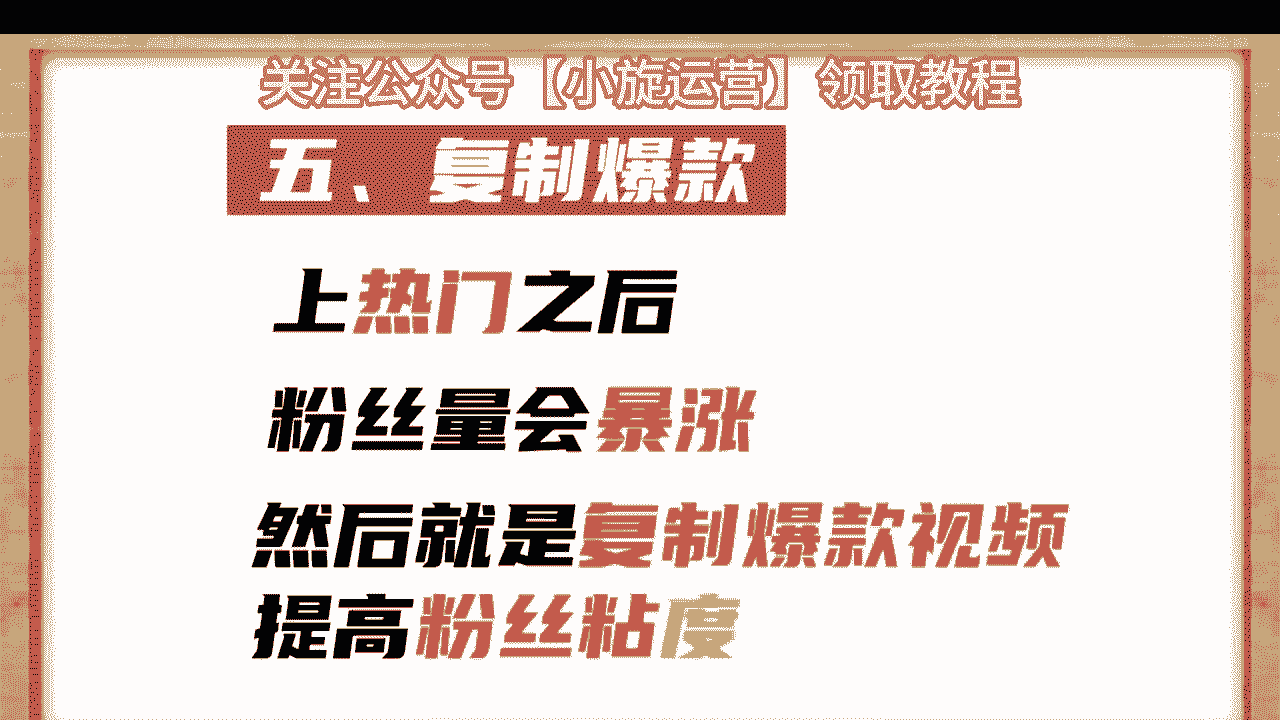 关注公众号【小旋运营】领取教程
五、复制爆款
上热门之后
粉丝量会暴涨
然后就是复制爆款视频
提高粉丝粘度